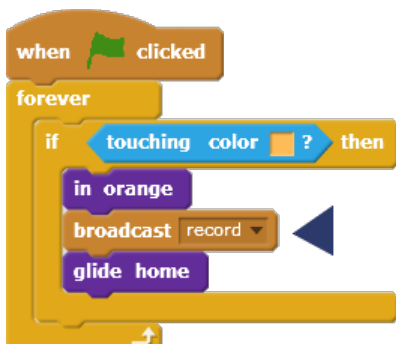 when clicked
forever
if touching color ? then
in orange
broadcast record
glide home